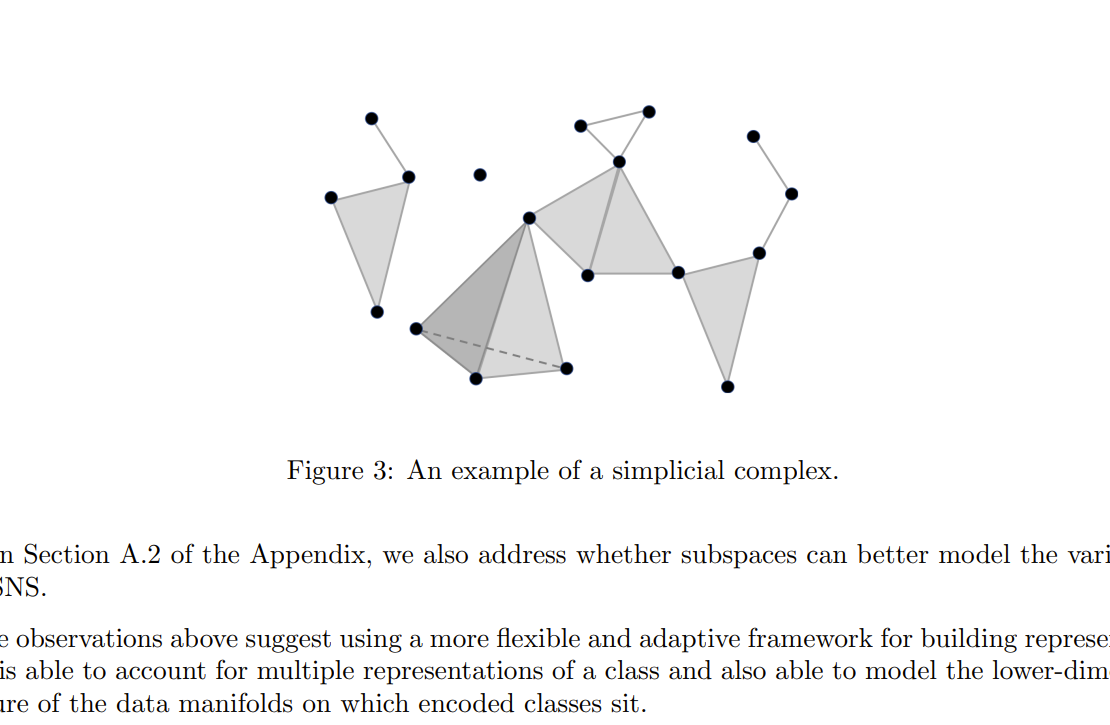 Figure 3: An example of a simplicial complex.
n Section A.2 of the Appendix, we also address whether subspaces can better model the vari
SNS.
e observations above suggest using a more flexible and adaptive framework for building represe
is able to account for multiple representations of a class and also able to model the lower-dim
ure of the data manifolds on which encoded classes sit.